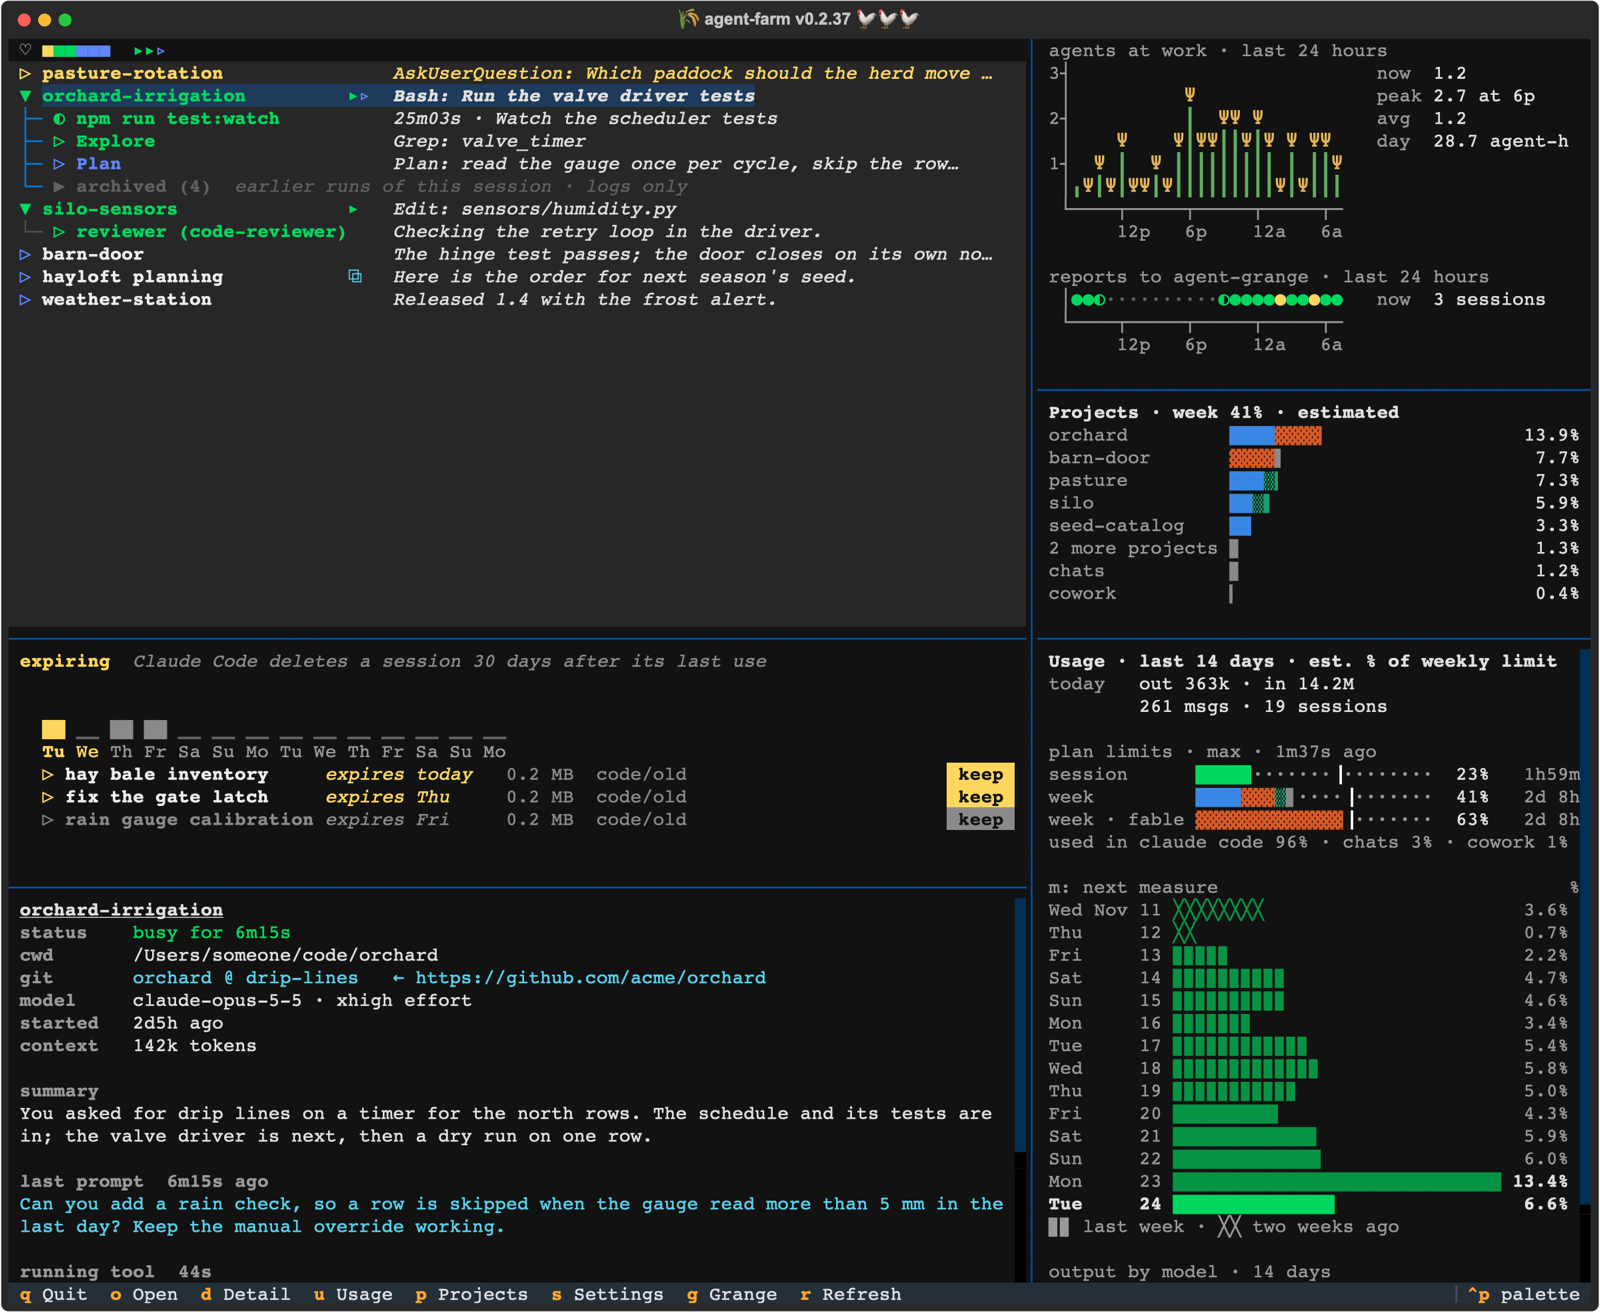 agent-farm v0.2.37
pasture-rotation AskUserQuestion: Which paddock should the herd move …
orchard-irrigation Bash: Run the valve driver tests
npm run test:watch 25m03s · Watch the scheduler tests
Explore Grep: valve_timer
Plan Plan: read the gauge once per cycle, skip the row…
archived (4) earlier runs of this session · logs only
silo-sensors Edit: sensors/humidity.py
reviewer (code-reviewer) Checking the retry loop in the driver.
barn-door The hinge test passes; the door closes on its own no…
hayloft planning Here is the order for next season's seed.
weather-station Released 1.4 with the frost alert.
expiring Claude Code deletes a session 30 days after its last use
Tu We Th Fr Sa Su Mo Tu We Th Fr Sa Su Mo
hay bale inventory expires today 0.2 MB code/old keep
fix the gate latch expires Thu 0.2 MB code/old keep
rain gauge calibration expires Fri 0.2 MB code/old keep
orchard-irrigation
status busy for 6m15s
cwd /Users/someone/code/orchard
git orchard @ drip-lines ← https://github.com/acme/orchard
model claude-opus-5-5 · xhigh effort
started 2d5h ago
context 142k tokens
summary
You asked for drip lines on a timer for the north rows. The schedule and its tests are
in; the valve driver is next, then a dry run on one row.
last prompt 6m15s ago
Can you add a rain check, so a row is skipped when the gauge read more than 5 mm in the
last day? Keep the manual override working.
running tool 44s
agents at work · last 24 hours
3
2
1
12p 6p 12a 6a
now 1.2
peak 2.7 at 6p
avg 1.2
day 28.7 agent-h
reports to agent-grange · last 24 hours
now 3 sessions
12p 6p 12a 6a
Projects · week 41% · estimated
orchard 13.9%
barn-door 7.7%
pasture 7.3%
silo 5.9%
seed-catalog 3.3%
2 more projects 1.3%
chats 1.2%
cowork 0.4%
Usage · last 14 days · est. % of weekly limit
today out 363k · in 14.2M
261 msgs · 19 sessions
plan limits · max · 1m37s ago
session 23% 1h59m
week 41% 2d 8h
week · fable 63% 2d 8h
used in claude code 96% · chats 3% · cowork 1%
m: next measure %
Wed Nov 11 3.6%
Thu 12 0.7%
Fri 13 2.2%
Sat 14 4.7%
Sun 15 4.6%
Mon 16 3.4%
Tue 17 5.4%
Wed 18 5.8%
Thu 19 5.0%
Fri 20 4.3%
Sat 21 5.9%
Sun 22 6.0%
Mon 23 13.4%
Tue 24 6.6%
last week · two weeks ago
output by model · 14 days
q Quit o Open d Detail u Usage p Projects s Settings g Grange r Refresh ^p palette